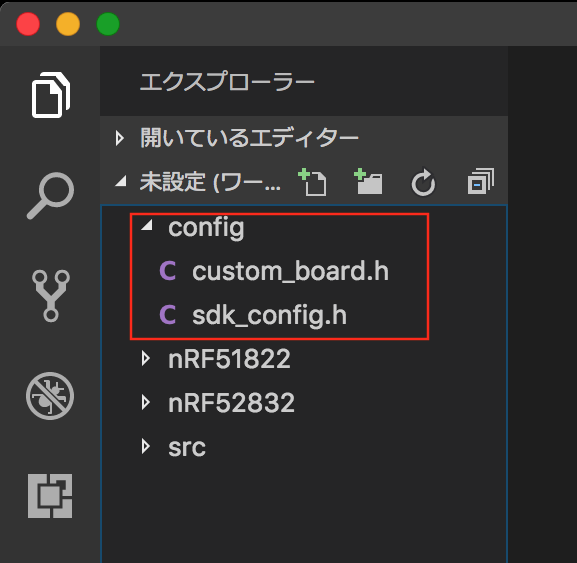 エクスプローラー
開いているエディター
未設定 (ワー...
config
C custom_board.h
C sdk_config.h
nRF51822
nRF52832
src